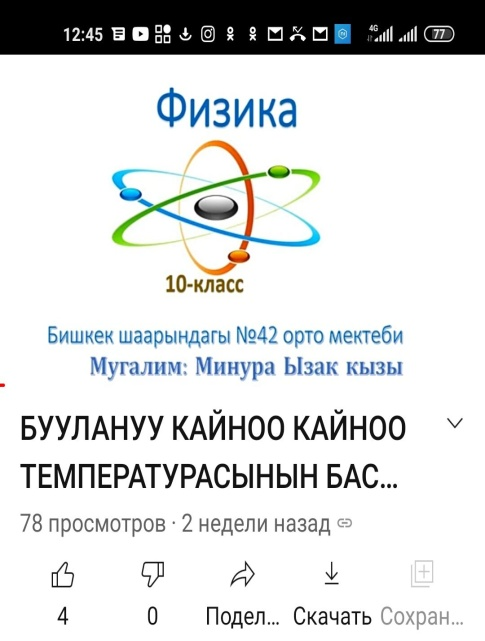 12:45
4G
77
Физика
10-класс
Бишкек шаарындагы №42 орто мектеби
Мугалим: Минура Ызак кызы
БУУЛАНУУ КАЙНОО КАЙНОО
ТЕМПЕРАТУРАСЫНЫН БАС...
78 просмотров · 2 недели назад
4 0 Подел... Скачать Сохран...